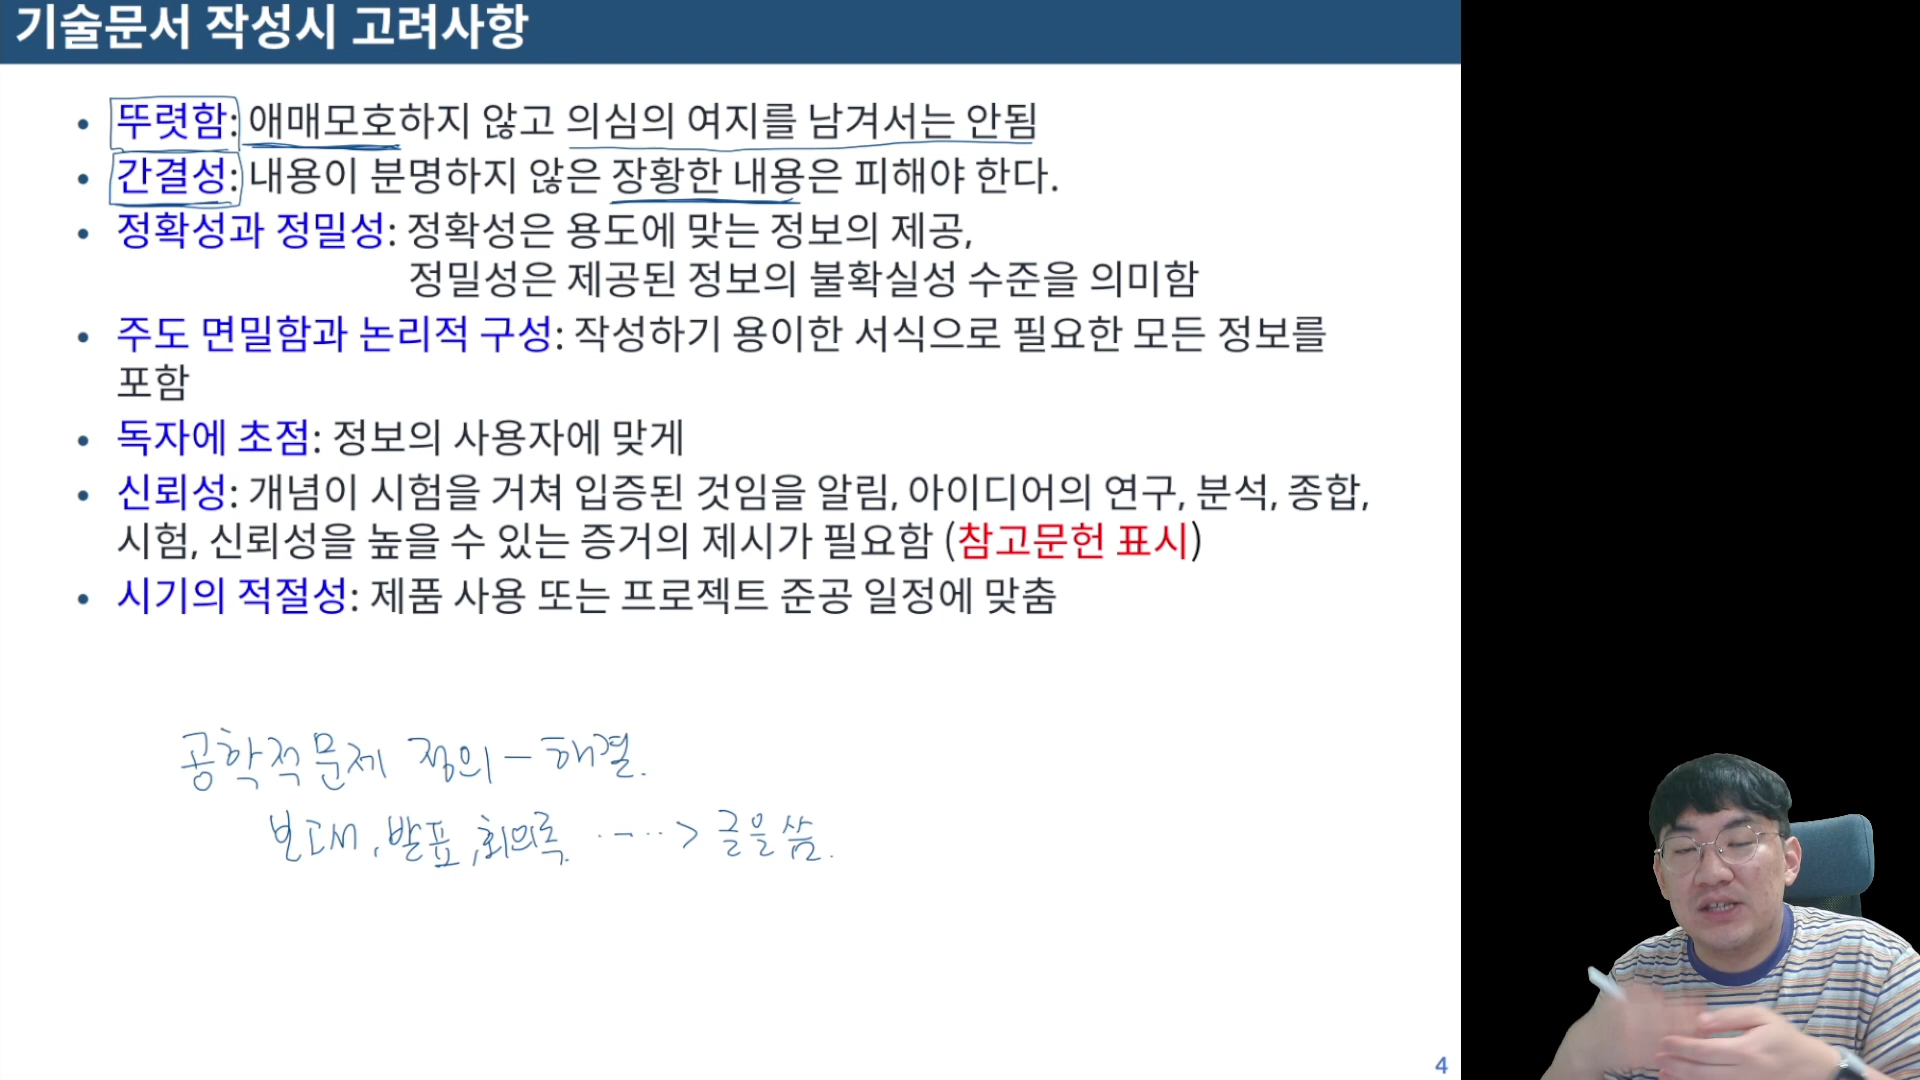 기술문서 작성시 고려사항
• 뚜렷함: 애매모호하지 않고 의심의 여지를 남겨서는 안됨
• 간결성: 내용이 분명하지 않은 장황한 내용은 피해야 한다.
• 정확성과 정밀성: 정확성은 용도에 맞는 정보의 제공,
정밀성은 제공된 정보의 불확실성 수준을 의미함
• 주도 면밀함과 논리적 구성: 작성하기 용이한 서식으로 필요한 모든 정보를
포함
• 독자에 초점: 정보의 사용자에 맞게
• 신뢰성: 개념이 시험을 거쳐 입증된 것임을 알림, 아이디어의 연구, 분석, 종합,
시험, 신뢰성을 높을 수 있는 증거의 제시가 필요함 (참고문헌 표시)
• 시기의 적절성: 제품 사용 또는 프로젝트 준공 일정에 맞춤
공학적문제 정의 - 해결.
보고서, 발표, 회의록 ····> 글을 씀.
4